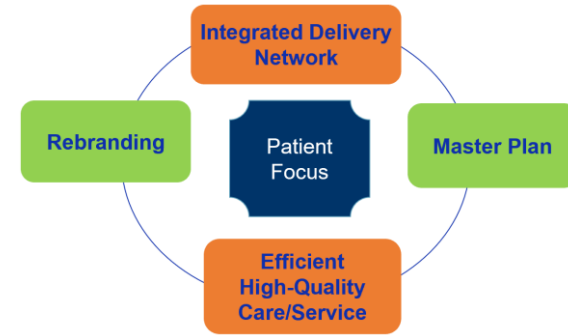 Integrated Delivery
Network
Rebranding
Patient
Focus
Master Plan
Efficient
High-Quality
Care/Service